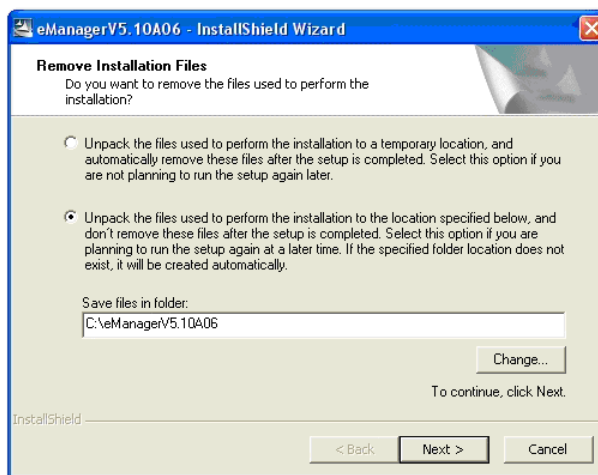 eManagerV5.10A06 - InstallShield Wizard
Remove Installation Files
Do you want to remove the files used to perform the
installation?
Unpack the files used to perform the installation to a temporary location, and
automatically remove these files after the setup is completed. Select this option if you
are not planning to run the setup again later.
Unpack the files used to perform the installation to the location specified below, and
don't remove these files after the setup is completed. Select this option if you are
planning to run the setup again at a later time. If the specified folder location does not
exist, it will be created automatically.
Save files in folder:
C:\eManagerV5.10A06
Change...
To continue, click Next.
InstallShield
< Back
Next >
Cancel